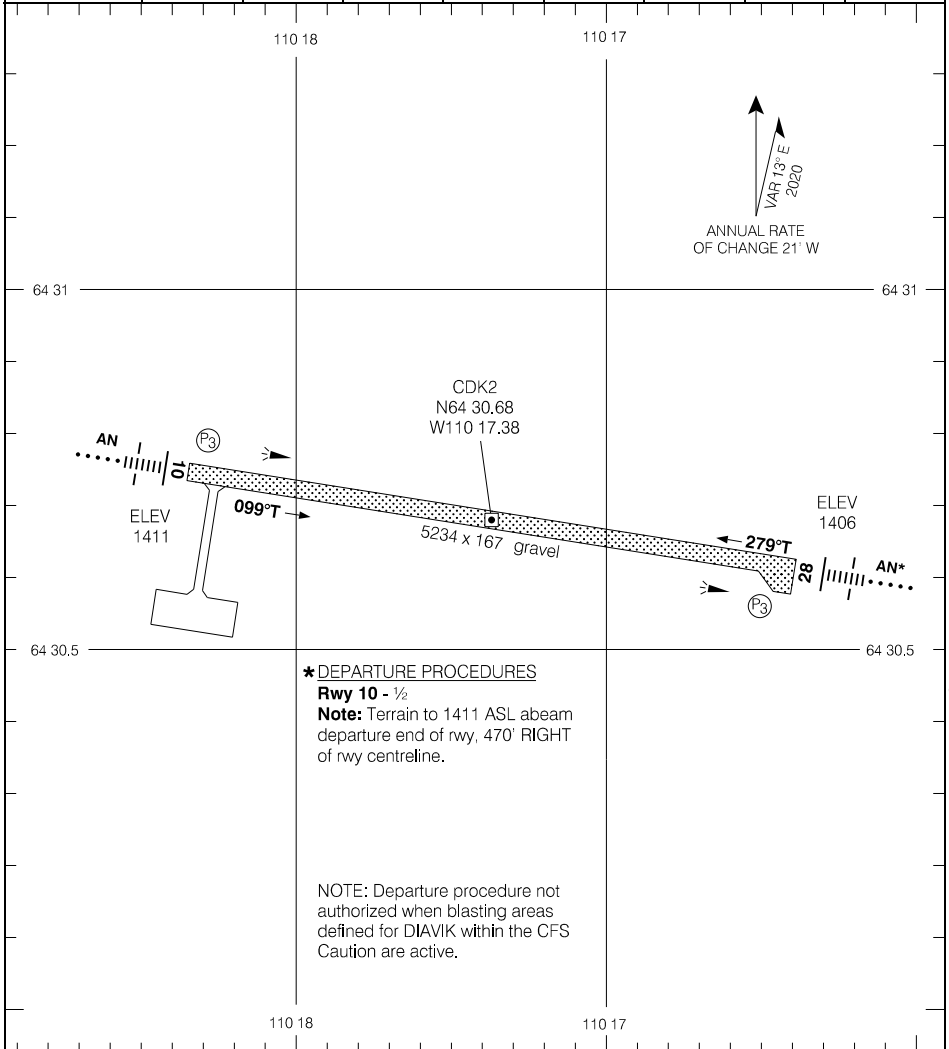 110 18
110 17
VAR 13° E
2020
ANNUAL RATE
OF CHANGE 21' W
64 31
64 31
CDK2
N64 30.68
W110 17.38
AN
P3
10
ELEV
1411
099°T
5234 x 167 gravel
279°T
ELEV
1406
28
AN*
P3
64 30.5
64 30.5
* DEPARTURE PROCEDURES
Rwy 10 - ½
Note: Terrain to 1411 ASL abeam
departure end of rwy, 470' RIGHT
of rwy centreline.
NOTE: Departure procedure not
authorized when blasting areas
defined for DIAVIK within the CFS
Caution are active.
110 18
110 17